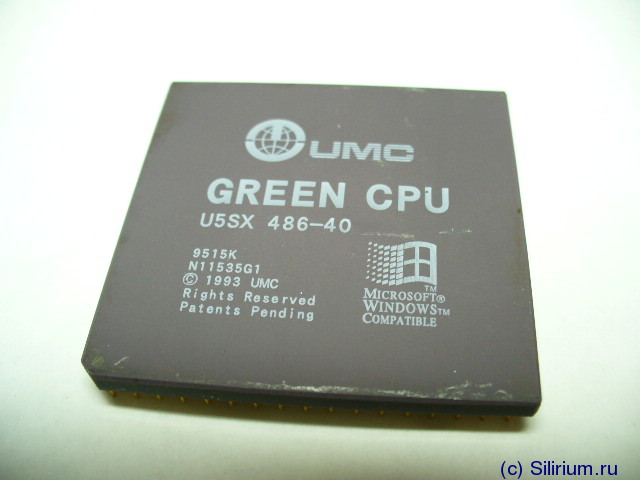 UMC
GREEN CPU
U5SX 486-40
9515K
N11535G1
© 1993 UMC
Rights Reserved
Patents Pending
TM
MICROSOFT®
WINDOWS™
COMPATIBLE
(c) Silirium.ru